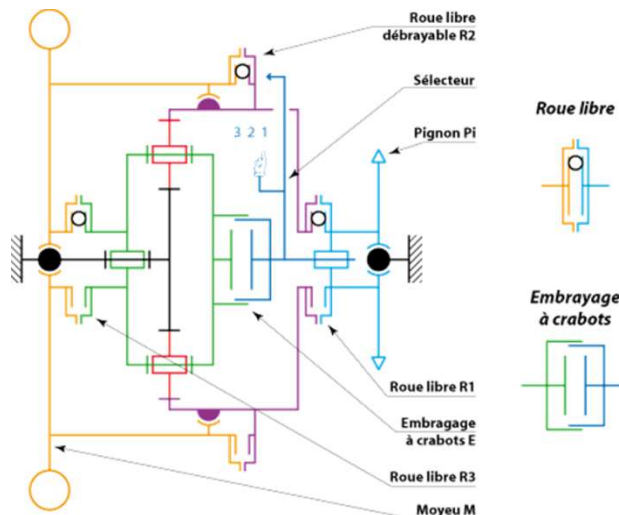 Roue libre
débrayable R2
Sélecteur
Pignon Pi
3 2 1
Roue libre R1
Embragage
à crabots E
Roue libre R3
Moyeu M
Roue libre
Embrayage
à crabots